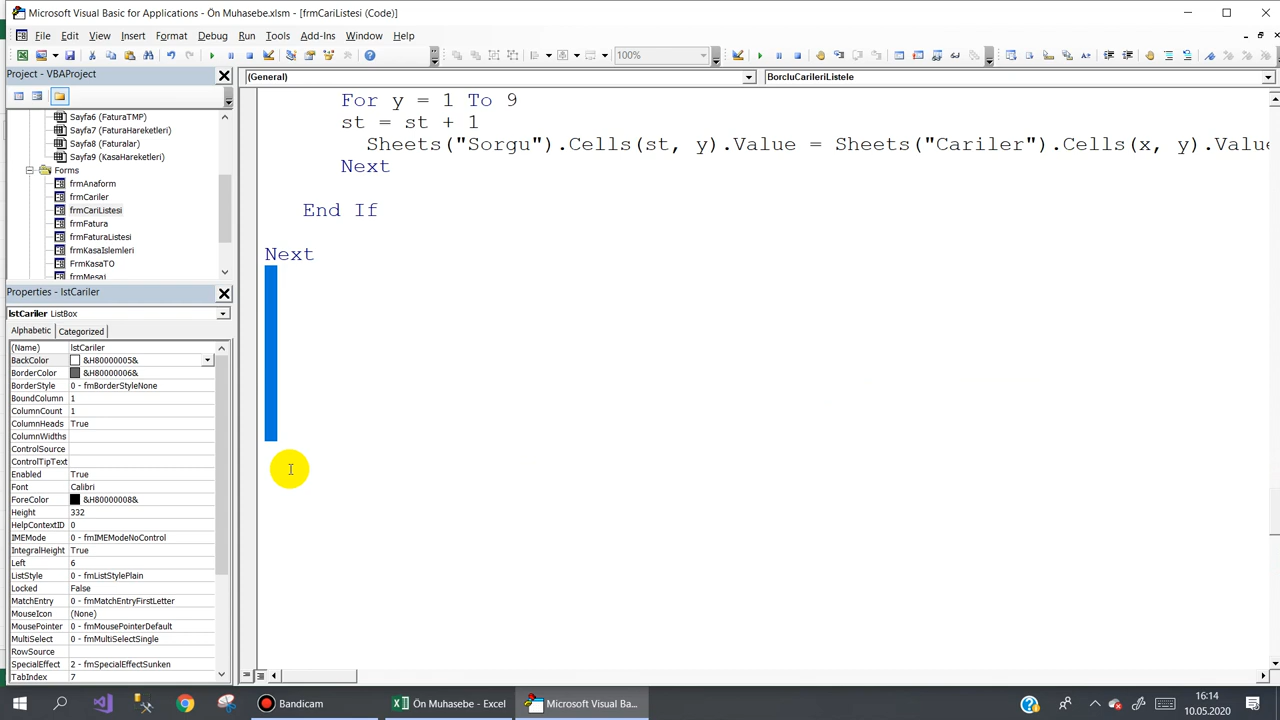 Microsoft Visual Basic for Applications - Ön Muhasebe.xlsm - [frmCariListesi (Code)]
File Edit View Insert Format Debug Run Tools Add-Ins Window Help
100%
Project - VBAProject
Sayfa6 (FaturaTMP)
Sayfa7 (FaturaHareketleri)
Sayfa8 (Faturalar)
Sayfa9 (KasaHareketleri)
Forms
frmAnaform
frmCariler
frmCariListesi
frmFatura
frmFaturaListesi
frmKasaIslemleri
FrmKasaTO
frmMesaj
Properties - lstCariler
lstCariler ListBox
Alphabetic Categorized
(Name) lstCariler
BackColor &H80000005&
BorderColor &H80000006&
BorderStyle 0 - fmBorderStyleNone
BoundColumn 1
ColumnCount 1
ColumnHeads True
ColumnWidths
ControlSource
ControlTipText
Enabled True
Font Calibri
ForeColor &H80000008&
Height 332
HelpContextID 0
IMEMode 0 - fmIMEModeNoControl
IntegralHeight True
Left 6
ListStyle 0 - fmListStylePlain
Locked False
MatchEntry 0 - fmMatchEntryFirstLetter
MouseIcon (None)
MousePointer 0 - fmMousePointerDefault
MultiSelect 0 - fmMultiSelectSingle
RowSource
SpecialEffect 2 - fmSpecialEffectSunken
TabIndex 7
(General) BorcluCarileriListele
For y = 1 To 9
st = st + 1
Sheets("Sorgu").Cells(st, y).Value = Sheets("Cariler").Cells(x, y).Value
Next
End If
Next
Bandicam
Ön Muhasebe - Excel
Microsoft Visual Ba...
16:14
10.05.2020